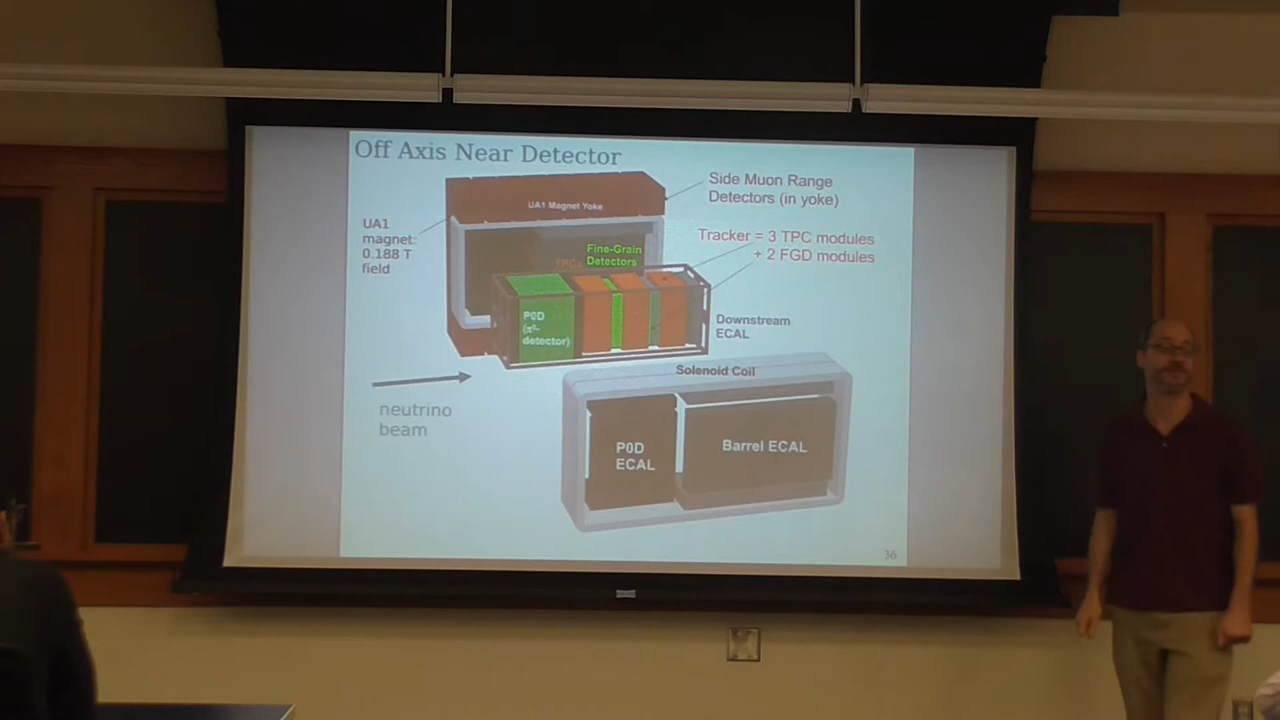 Off Axis Near Detector
UA1 Magnet Yoke
Side Muon Range
Detectors (in yoke)
UA1
magnet:
0.188 T
field
Fine-Grain
Detectors
TPCs
Tracker = 3 TPC modules
+ 2 FGD modules
P0D
(π⁰-
detector)
Downstream
ECAL
Solenoid Coil
neutrino
beam
P0D
ECAL
Barrel ECAL
36